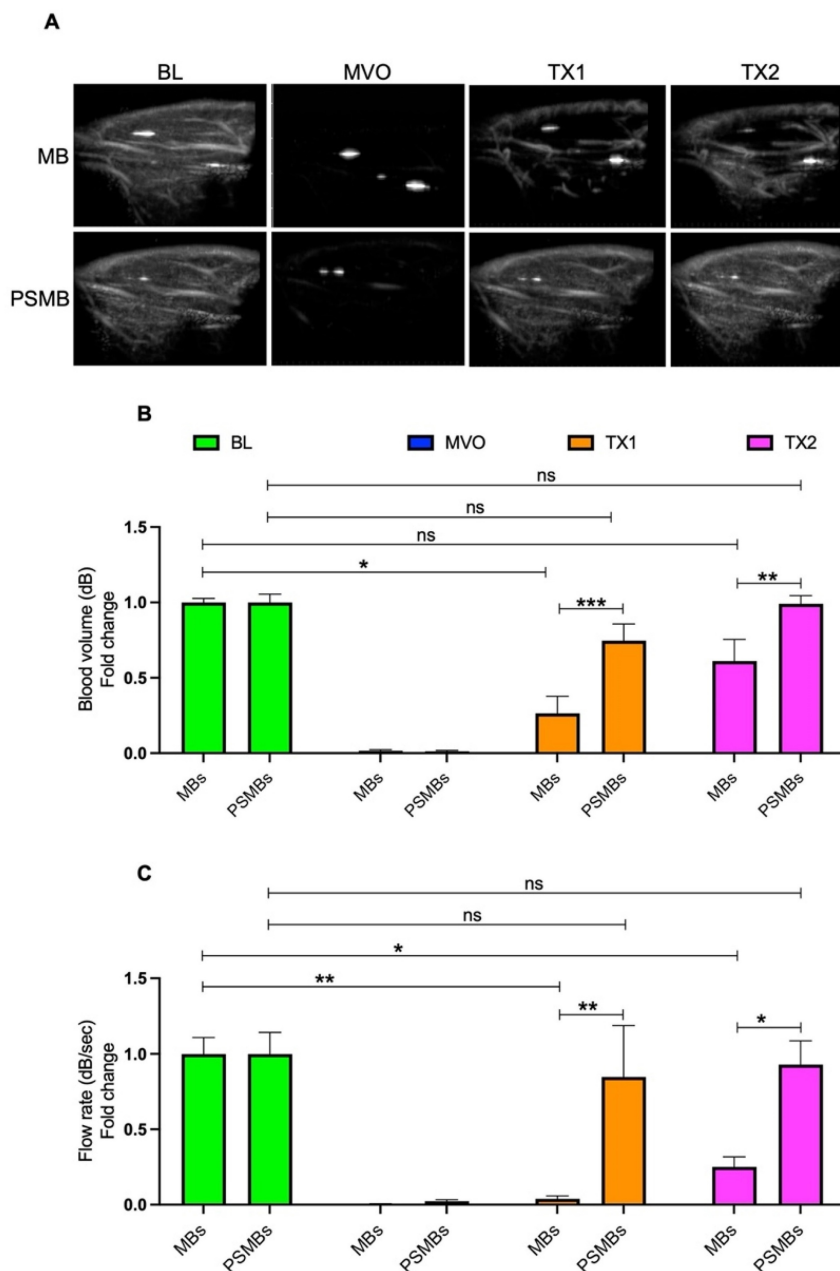 A
BL MVO TX1 TX2
MB
PSMB
B
BL MVO TX1 TX2
ns
ns
ns
*
*** **
Blood volume (dB)
Fold change
1.5
1.0
0.5
0.0
MBs PSMBs MBs PSMBs MBs PSMBs MBs PSMBs
C
ns
ns
*
**
** *
Flow rate (dB/sec)
Fold change
1.5
1.0
0.5
0.0
MBs PSMBs MBs PSMBs MBs PSMBs MBs PSMBs